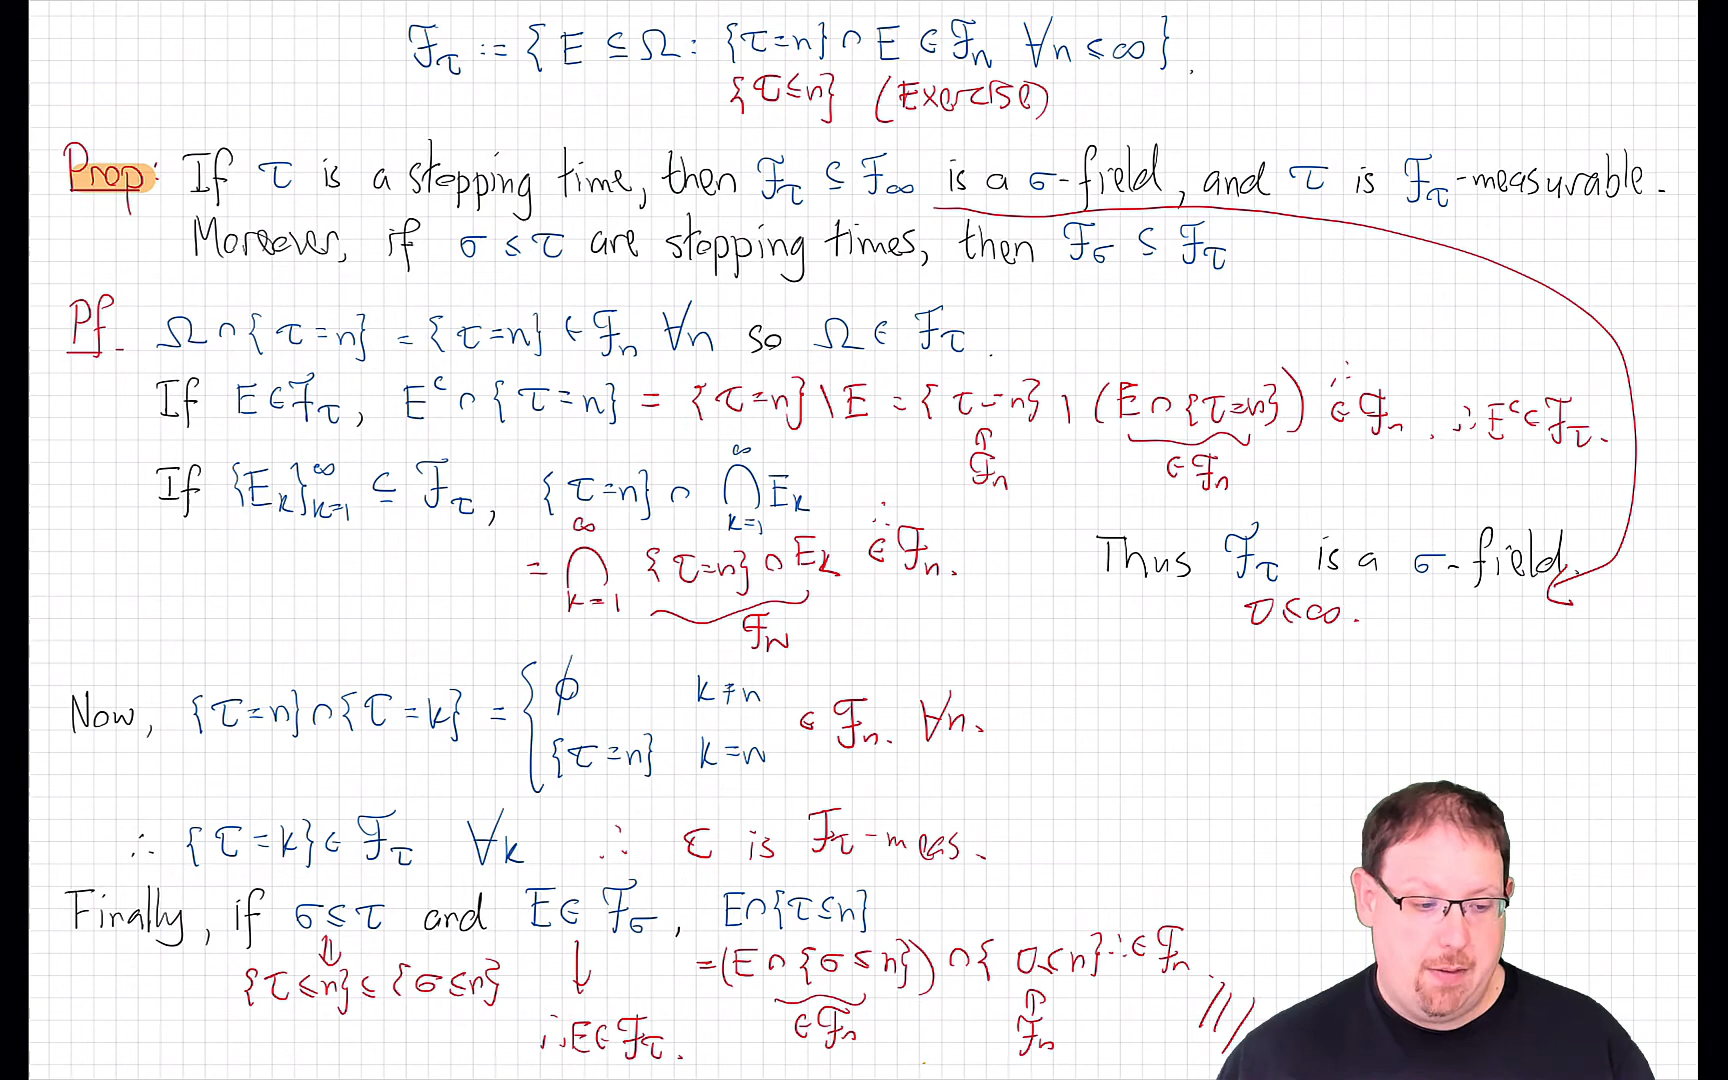 𝓕_τ := { E ⊆ Ω : {τ=n} ∩ E ∈ 𝓕_n ∀n ≤ ∞ }.
{τ≤n} (Exercise)
Prop: If τ is a stopping time, then 𝓕_τ ⊆ 𝓕_∞ is a σ-field, and τ is 𝓕_τ-measurable.
Moreover, if σ ≤ τ are stopping times, then 𝓕_σ ⊆ 𝓕_τ
Pf. Ω ∩ {τ=n} = {τ=n} ∈ 𝓕_n ∀n so Ω ∈ 𝓕_τ.
If E ∈ 𝓕_τ, E^c ∩ {τ=n} = {τ=n} \ E = {τ=n} \ (E ∩ {τ=n}) ∴ ∈ 𝓕_n. ∴ E^c ∈ 𝓕_τ.
↑ 𝓕_n ∈ 𝓕_n
If {E_k}_{k=1}^∞ ⊆ 𝓕_τ, {τ=n} ∩ ⋂_{k=1}^∞ E_k
= ⋂_{k=1}^∞ {τ=n} ∩ E_k ∴ ∈ 𝓕_n. Thus 𝓕_τ is a σ-field.
𝓕_n τ≤∞.
Now, {τ=n} ∩ {τ=k} = { ∅ k≠n
{τ=n} k=n ∈ 𝓕_n. ∀n.
∴ {τ=k} ∈ 𝓕_τ ∀k ∴ τ is 𝓕_τ-meas.
Finally, if σ≤τ and E ∈ 𝓕_σ, E∩{τ≤n}
⇓ {τ≤n} ⊆ {σ≤n} ↓ = (E ∩ {σ≤n}) ∩ {τ≤n} ∴ ∈ 𝓕_n. ///
∴ E ∈ 𝓕_τ. ∈ 𝓕_n ↑ 𝓕_n